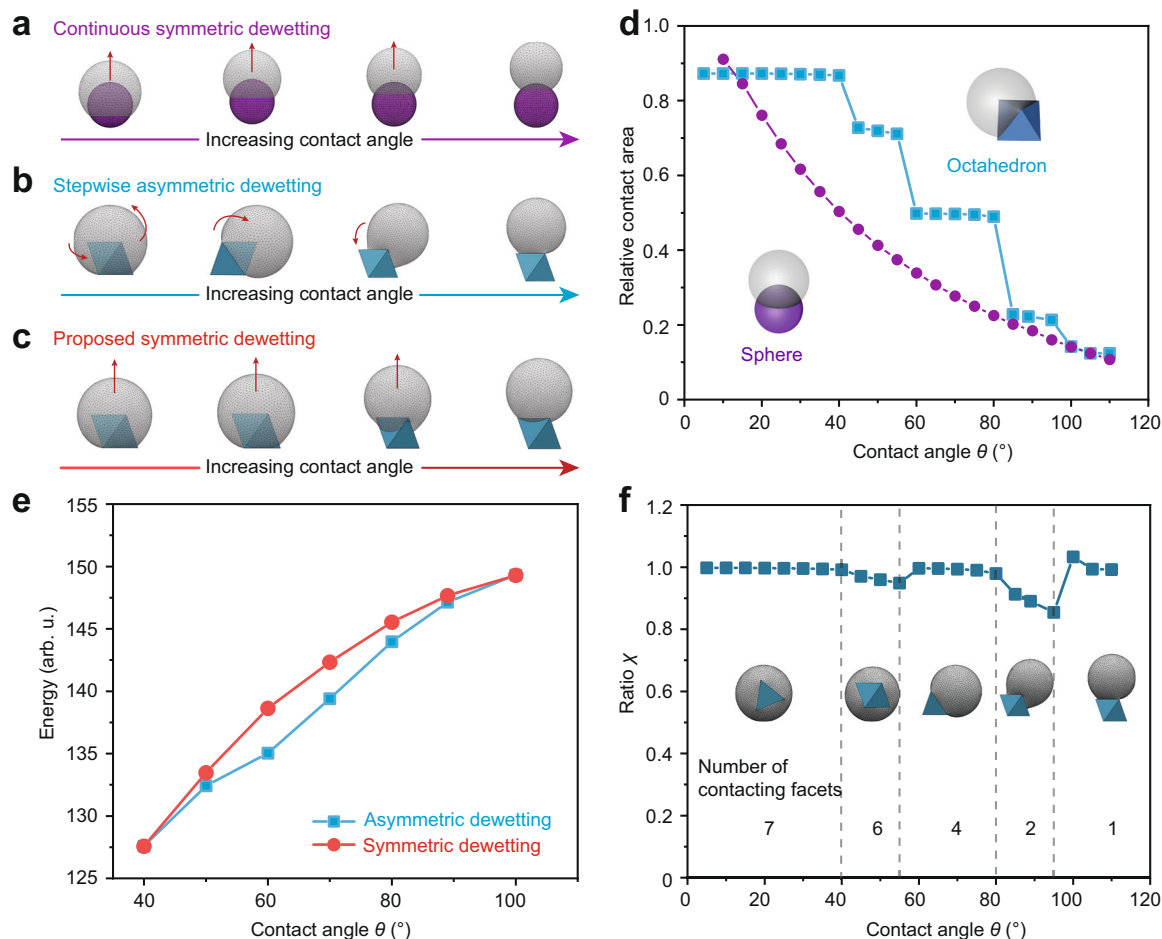 a Continuous symmetric dewetting
Increasing contact angle
b Stepwise asymmetric dewetting
Increasing contact angle
c Proposed symmetric dewetting
Increasing contact angle
d
1.0
0.8
0.6
0.4
0.2
0
Relative contact area
Octahedron
Sphere
0 20 40 60 80 100 120
Contact angle θ (°)
e
155
150
145
140
135
130
125
Energy (arb. u.)
Asymmetric dewetting
Symmetric dewetting
40 60 80 100
Contact angle θ (°)
f
1.2
1.0
0.8
0.6
0.4
0.2
0
Ratio χ
Number of
contacting facets
7 6 4 2 1
0 20 40 60 80 100 120
Contact angle θ (°)